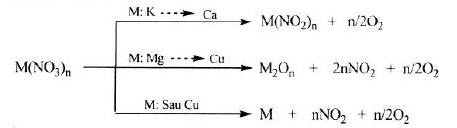 M: K ----> Ca
M(NO₂)ₙ + n/2O₂
M(NO₃)ₙ
M: Mg ----> Cu
M₂Oₙ + 2nNO₂ + n/2O₂
M: Sau Cu
M + nNO₂ + n/2O₂